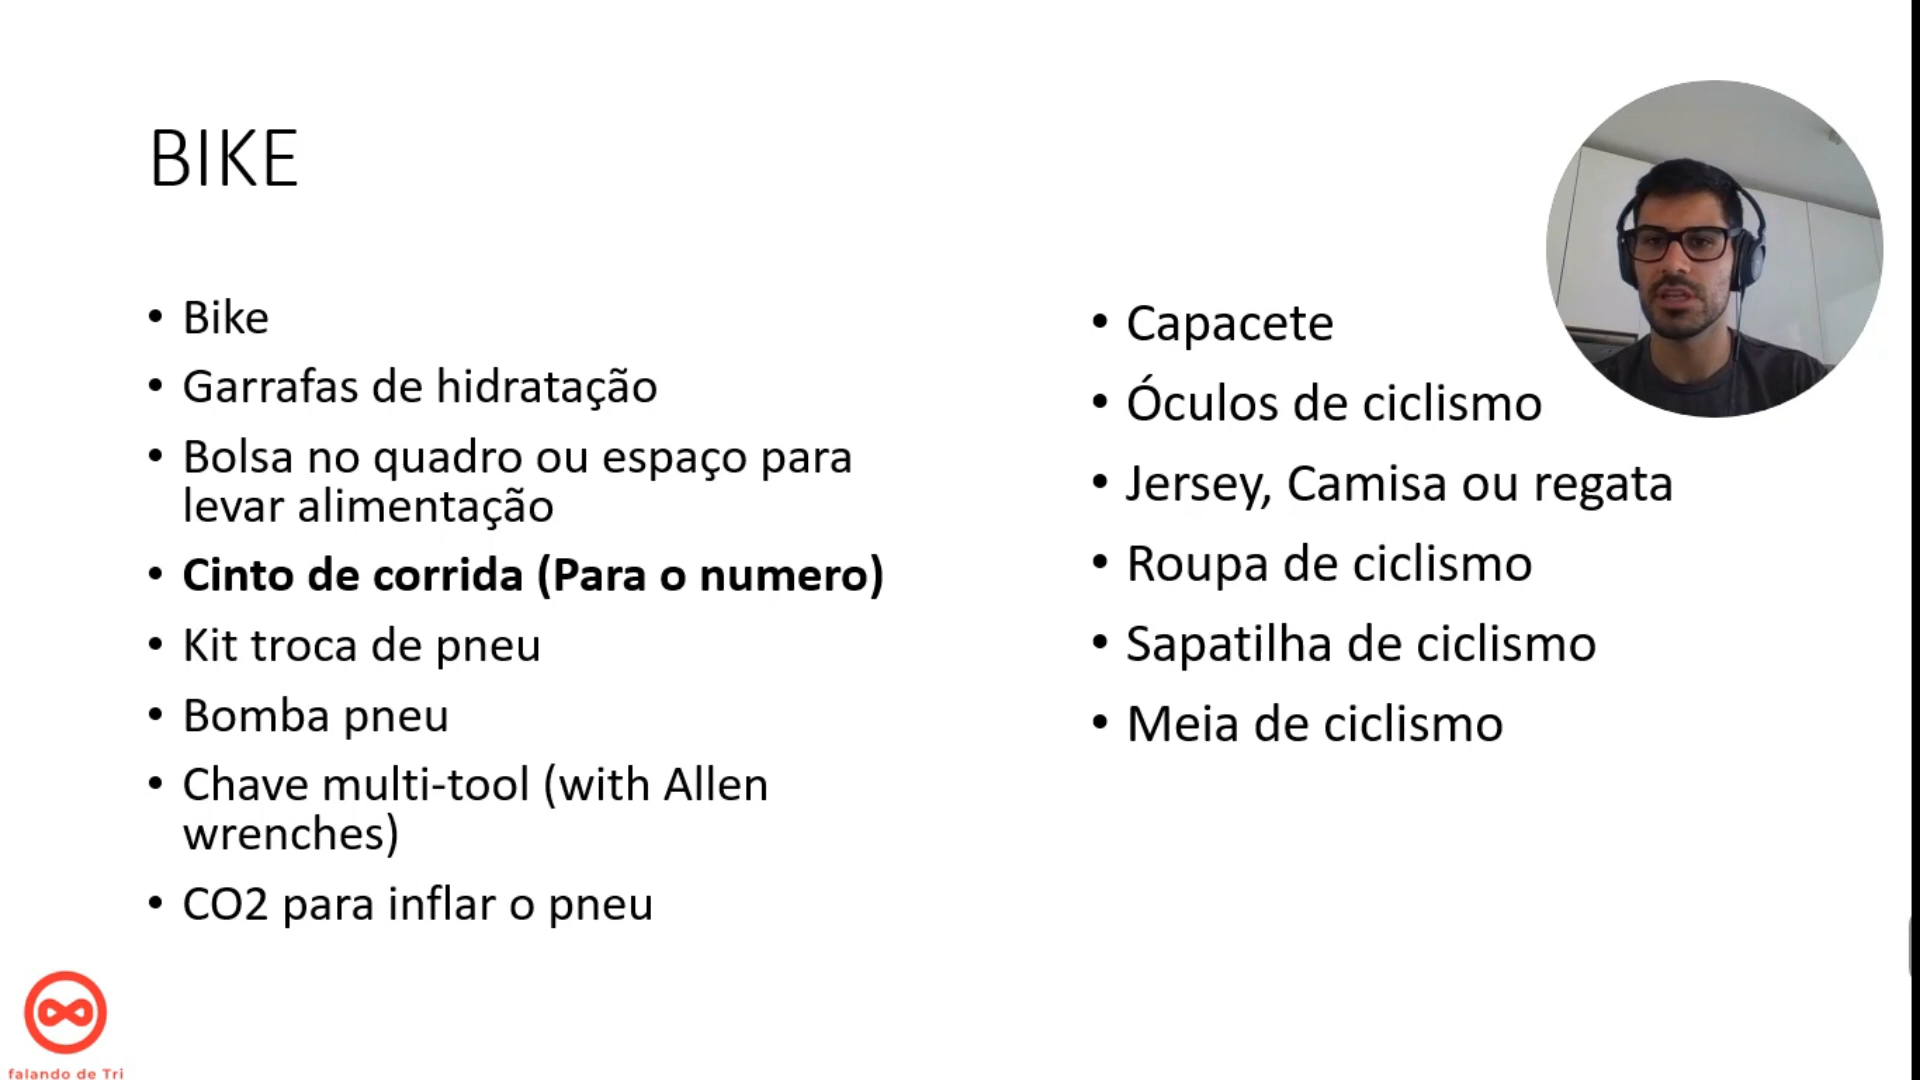 BIKE
• Bike
• Garrafas de hidratação
• Bolsa no quadro ou espaço para
levar alimentação
• Cinto de corrida (Para o numero)
• Kit troca de pneu
• Bomba pneu
• Chave multi-tool (with Allen
wrenches)
• CO2 para inflar o pneu
• Capacete
• Óculos de ciclismo
• Jersey, Camisa ou regata
• Roupa de ciclismo
• Sapatilha de ciclismo
• Meia de ciclismo
falando de Tri